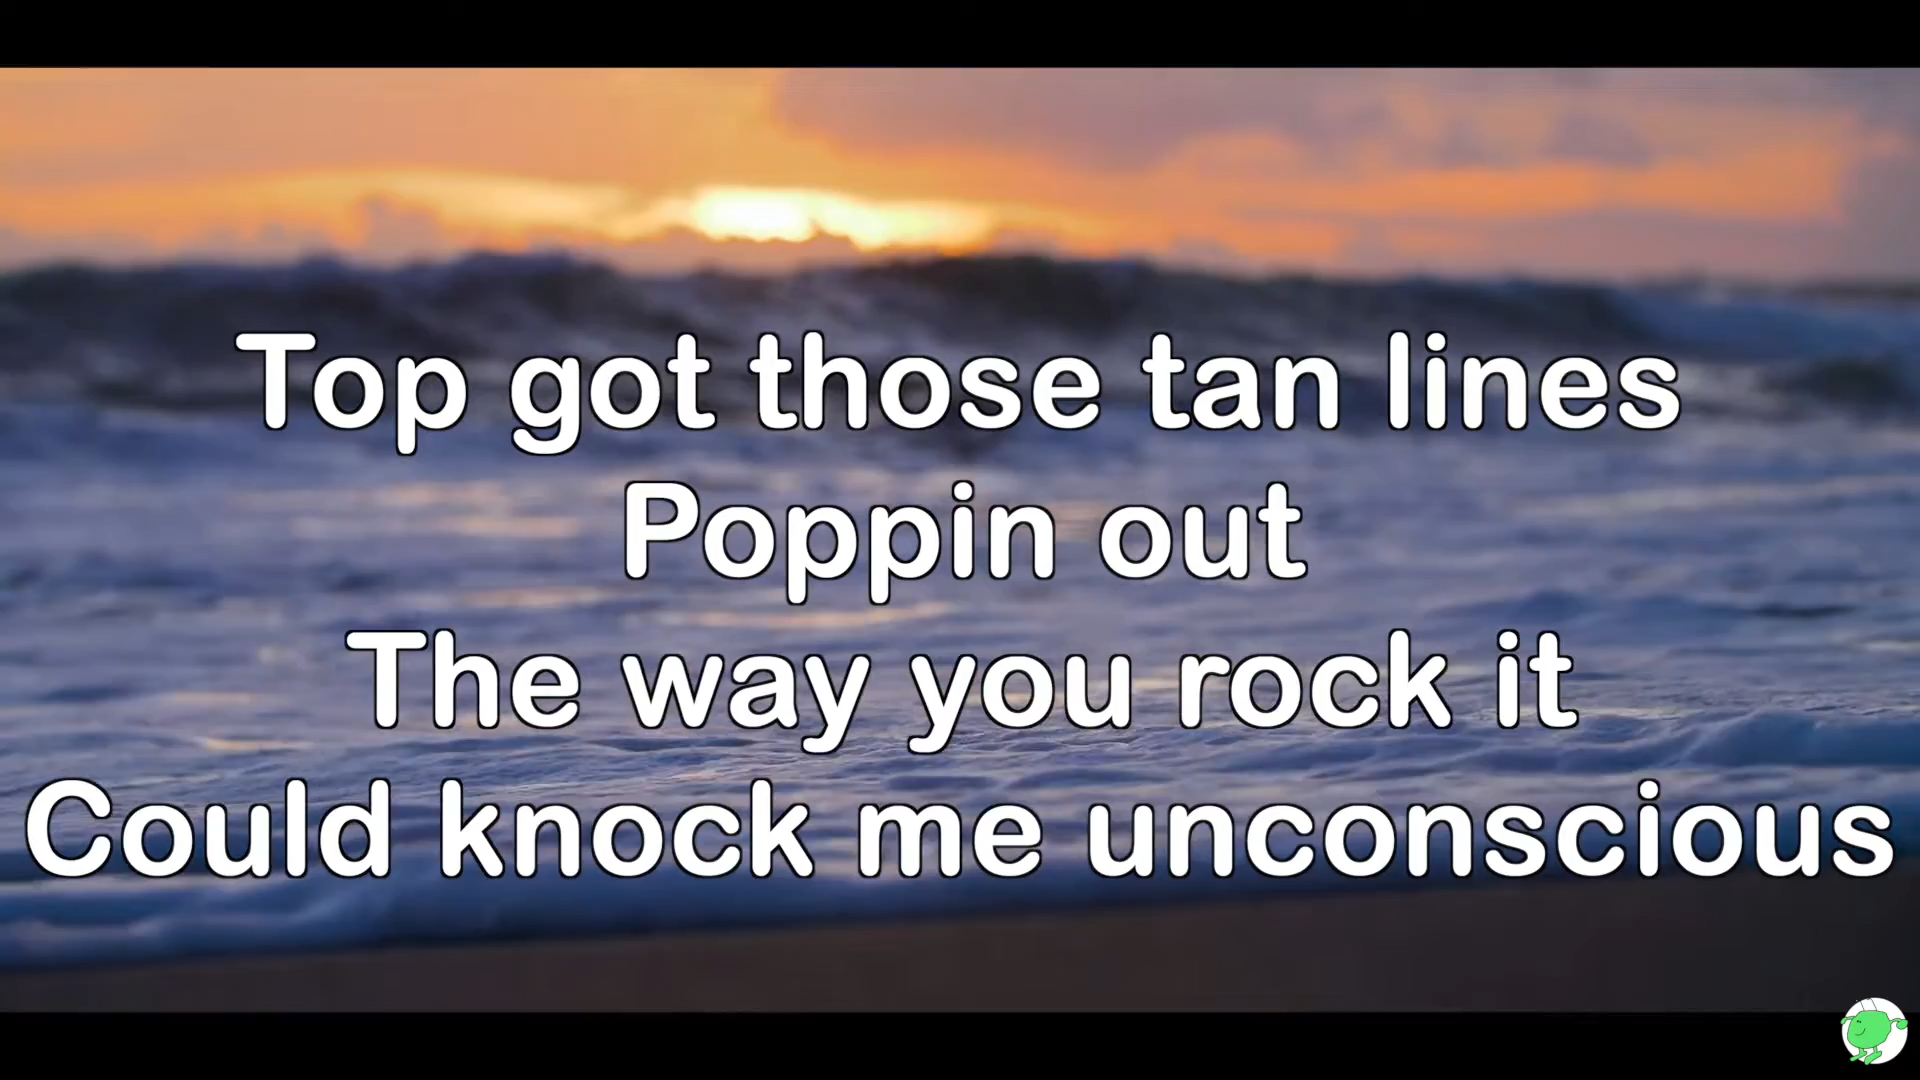 Top got those tan lines
Poppin out
The way you rock it
Could knock me unconscious